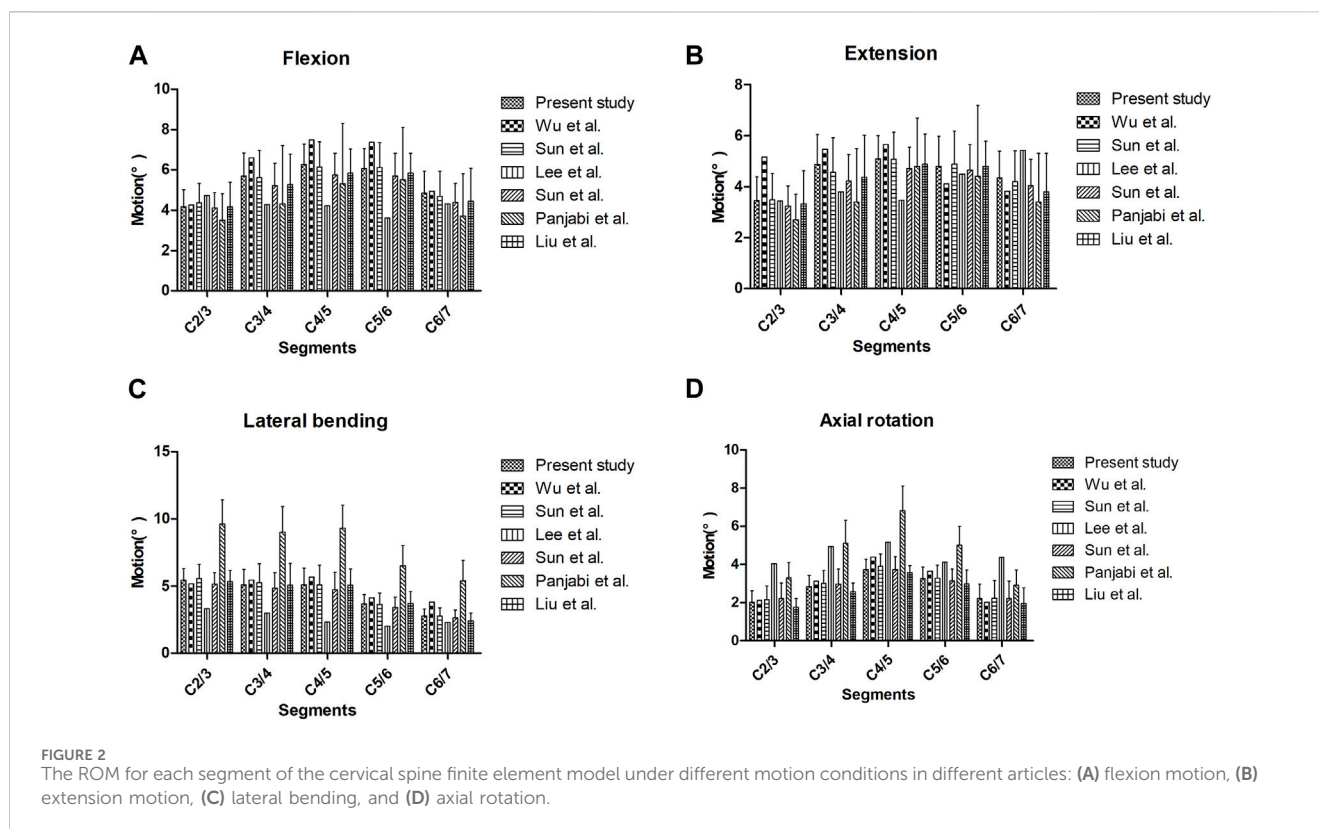 A
Flexion
Motion(°)
10
8
6
4
2
0
C2/3
C3/4
C4/5
C5/6
C6/7
Segments
Present study
Wu et al.
Sun et al.
Lee et al.
Sun et al.
Panjabi et al.
Liu et al.
B
Extension
Motion(°)
8
6
4
2
0
C2/3
C3/4
C4/5
C5/6
C6/7
Segments
Present study
Wu et al.
Sun et al.
Lee et al.
Sun et al.
Panjabi et al.
Liu et al.
C
Lateral bending
Motion(°)
15
10
5
0
C2/3
C3/4
C4/5
C5/6
C6/7
Segments
Present study
Wu et al.
Sun et al.
Lee et al.
Sun et al.
Panjabi et al.
Liu et al.
D
Axial rotation
Motion(°)
10
8
6
4
2
0
C2/3
C3/4
C4/5
C5/6
C6/7
Segments
Present study
Wu et al.
Sun et al.
Lee et al.
Sun et al.
Panjabi et al.
Liu et al.
FIGURE 2
The ROM for each segment of the cervical spine finite element model under different motion conditions in different articles: (A) flexion motion, (B)
extension motion, (C) lateral bending, and (D) axial rotation.